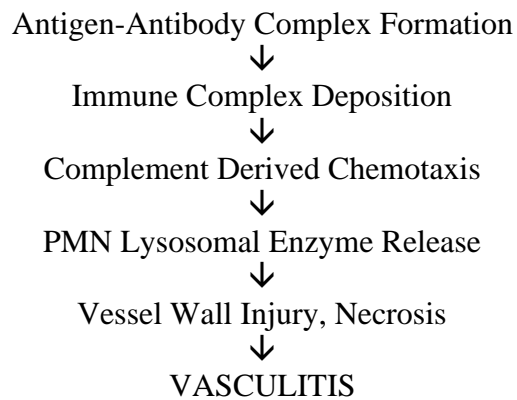 Antigen-Antibody Complex Formation
↓
Immune Complex Deposition
↓
Complement Derived Chemotaxis
↓
PMN Lysosomal Enzyme Release
↓
Vessel Wall Injury, Necrosis
↓
VASCULITIS